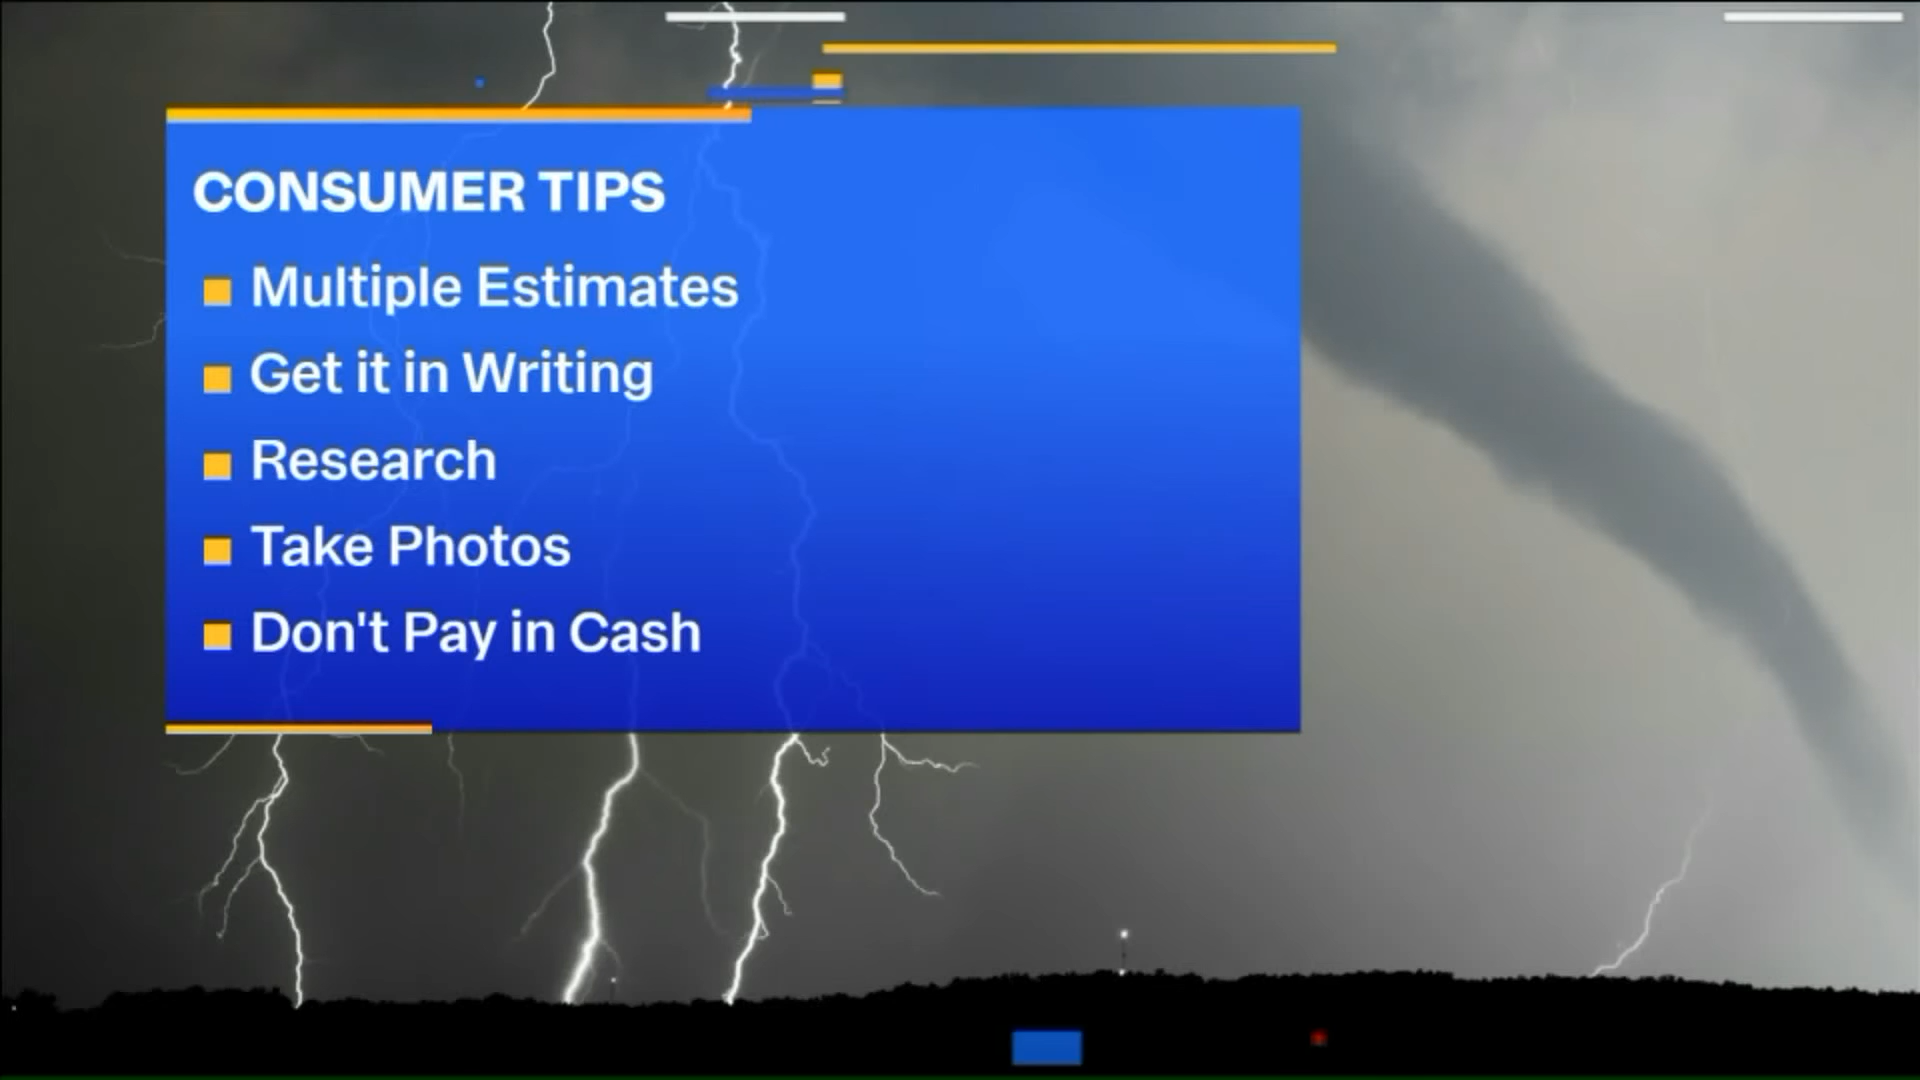 CONSUMER TIPS
Multiple Estimates
Get it in Writing
Research
Take Photos
Don't Pay in Cash